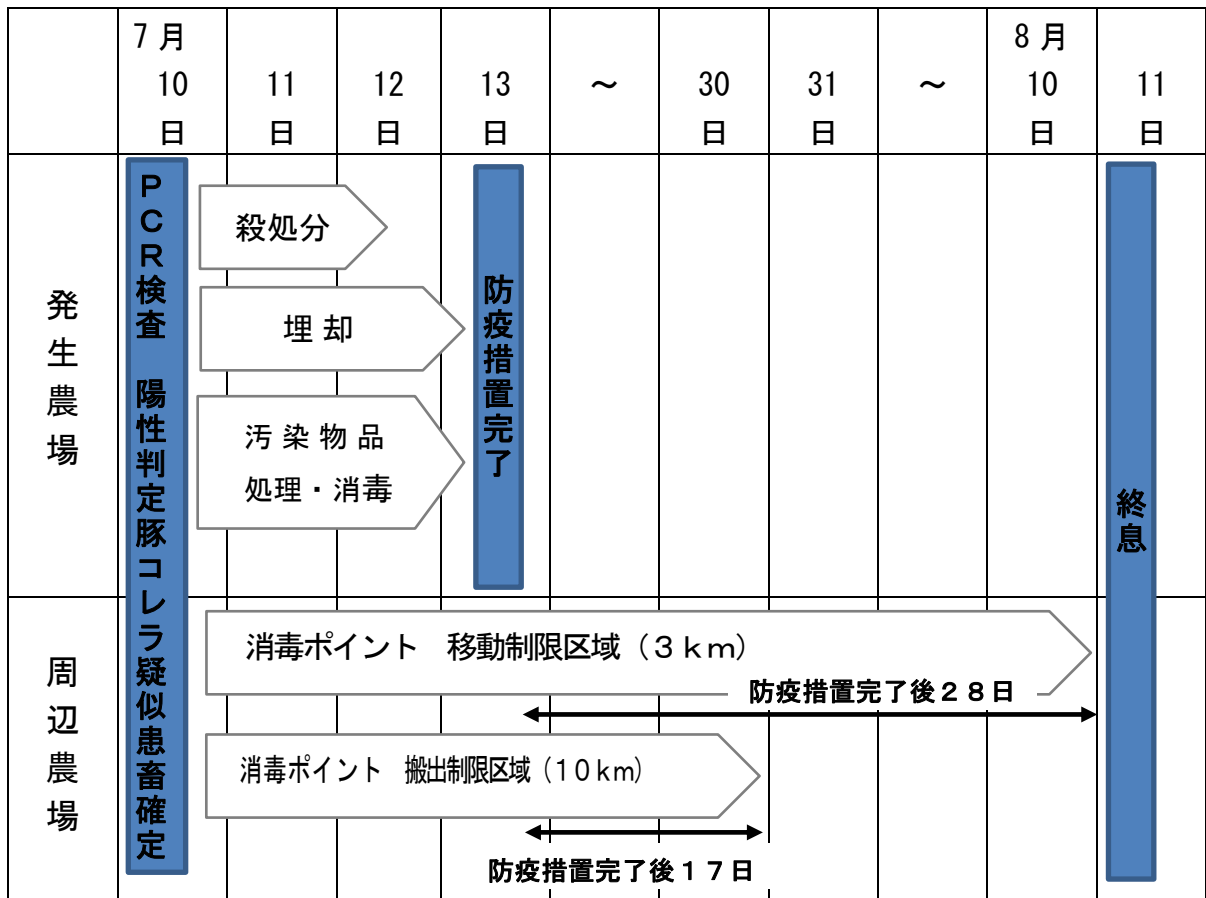 7月
10
日
11
日
12
日
13
日
~
30
日
31
日
~
8月
10
日
11
日
発生農場
PCR検査 陽性判定豚コレラ疑似患畜確定
殺処分
埋却
汚染物品
処理・消毒
防疫措置完了
終息
周辺農場
消毒ポイント 移動制限区域(3km)
防疫措置完了後28日
消毒ポイント 搬出制限区域(10km)
防疫措置完了後17日